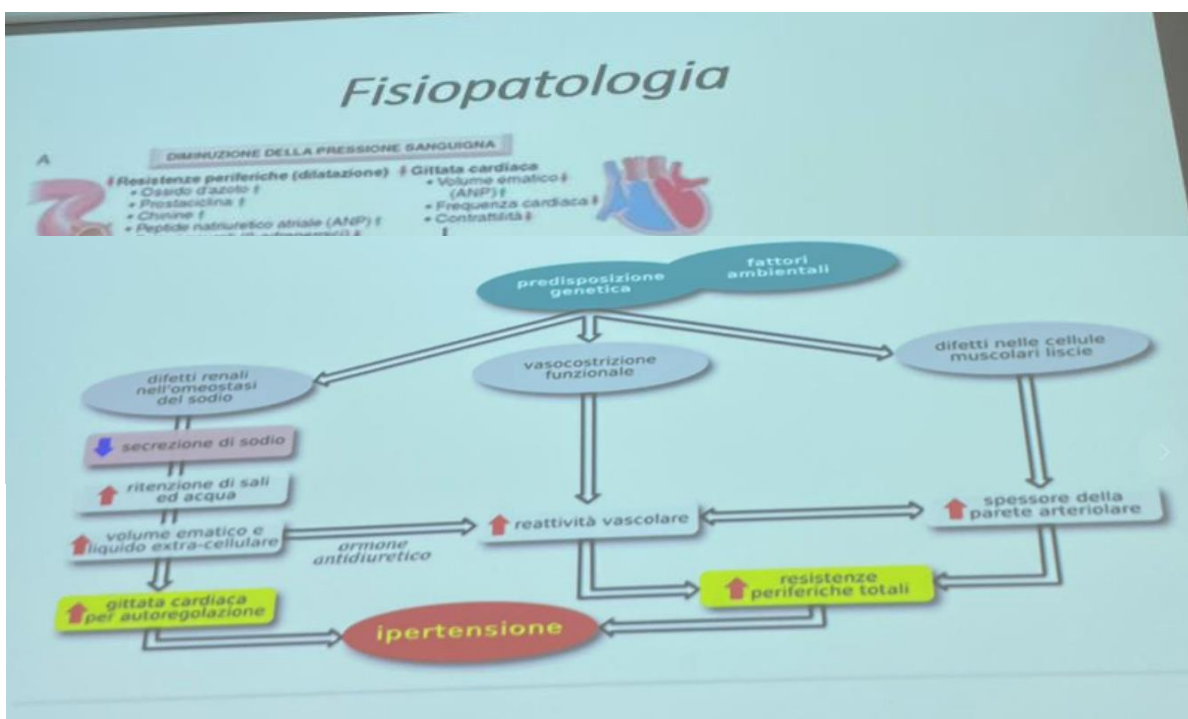 Fisiopatologia
A
DIMINUZIONE DELLA PRESSIONE SANGUIGNA
Resistenze periferiche (dilatazione)
• Ossido d'azoto
• Prostaciclina
• Chinine
• Peptide natriuretico atriale (ANP)
Gittata cardiaca
• Volume ematico
(ANP)
• Frequenza cardiaca
• Contrattilità
predisposizione
genetica
fattori
ambientali
difetti renali
nell'omeostasi
del sodio
vasocostrizione
funzionale
difetti nelle cellule
muscolari liscie
secrezione di sodio
ritenzione di sali
ed acqua
volume ematico e
liquido extra-cellulare
ormone
antidiuretico
reattività vascolare
spessore della
parete arteriolare
gittata cardiaca
per autoregolazione
resistenze
periferiche totali
ipertensione